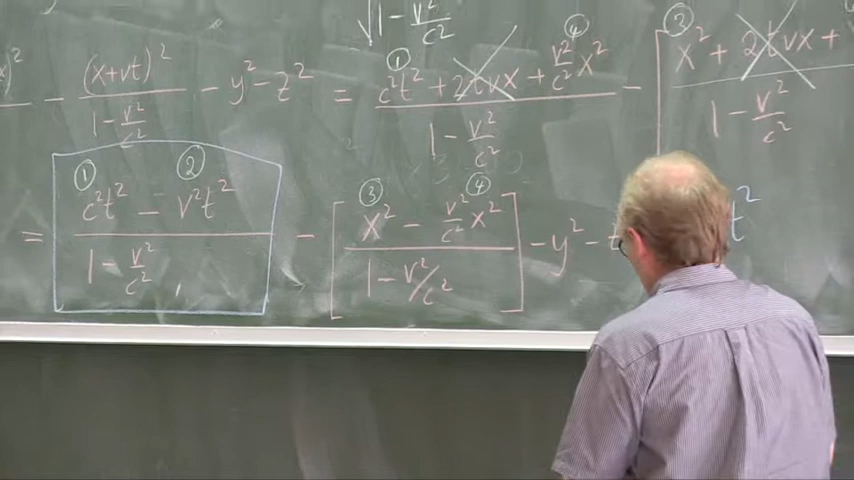 √1 - v²/c²
)² - (x+vt)²/(1 - v²/c²) - y² - z² = (① c²t² + 2tvx + ④ v²/c² x²)/(1 - v²/c²) - [(③ x² + 2tvx +)/(1 - v²/c²)
= (① c²t² - ② v²t²)/(1 - v²/c²) - [(③ x² - ④ v²/c² x²)/(1 - v²/c²)] - y² - t²